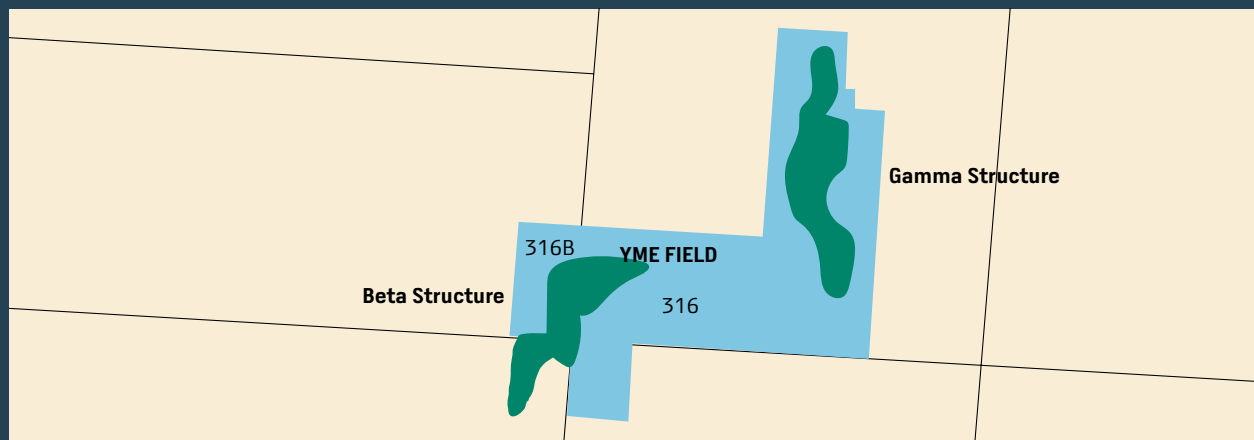 Gamma Structure
316B
YME FIELD
Beta Structure
316